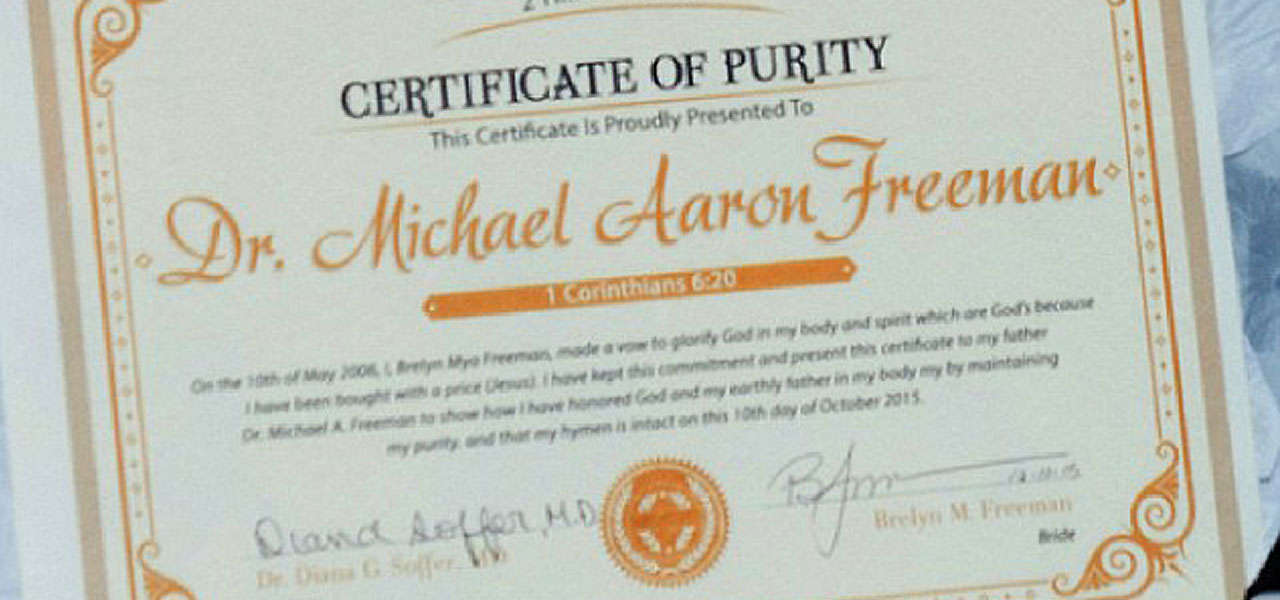 CERTIFICATE OF PURITY
This Certificate Is Proudly Presented To
Dr. Michael Aaron Freeman
1 Corinthians 6:20
On the 10th of May 2006, I, Brelyn Mya Freeman, made a vow to glorify God in my body and spirit which are God's because
I have been bought with a price (Jesus). I have kept this commitment and present this certificate to my father
Dr. Michael A. Freeman to show how I have honored God and my earthly father in my body my by maintaining
my purity, and that my hymen is intact on this 10th day of October 2015.
Diana Soffer, M.D.
Dr. Diana G. Soffer,
Brelyn M. Freeman
Bride